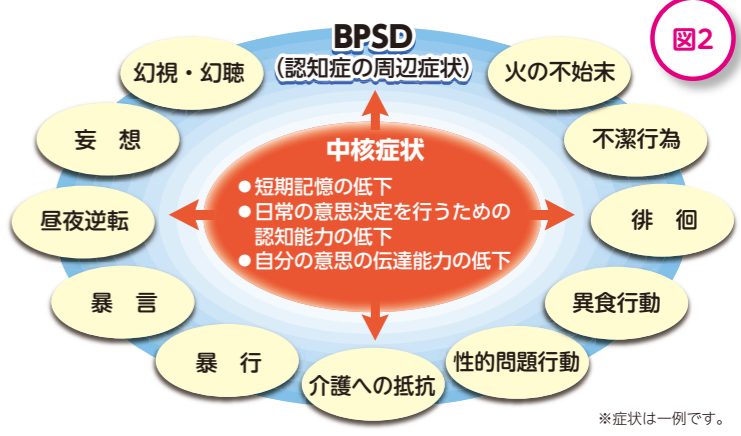 図2
BPSD
(認知症の周辺症状)
幻視・幻聴
火の不始末
妄 想
不潔行為
昼夜逆転
徘 徊
暴 言
異食行動
暴 行
性的問題行動
介護への抵抗
中核症状
●短期記憶の低下
●日常の意思決定を行うための
認知能力の低下
●自分の意思の伝達能力の低下
※症状は一例です。